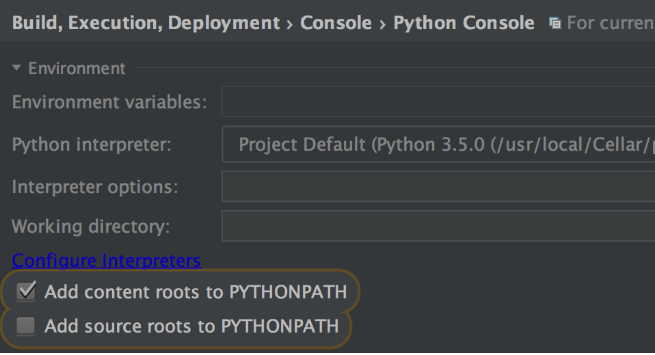 Build, Execution, Deployment › Console › Python Console For curren
Environment
Environment variables:
Python interpreter: Project Default (Python 3.5.0 (/usr/local/Cellar/p
Interpreter options:
Working directory:
Configure Interpreters
Add content roots to PYTHONPATH
Add source roots to PYTHONPATH